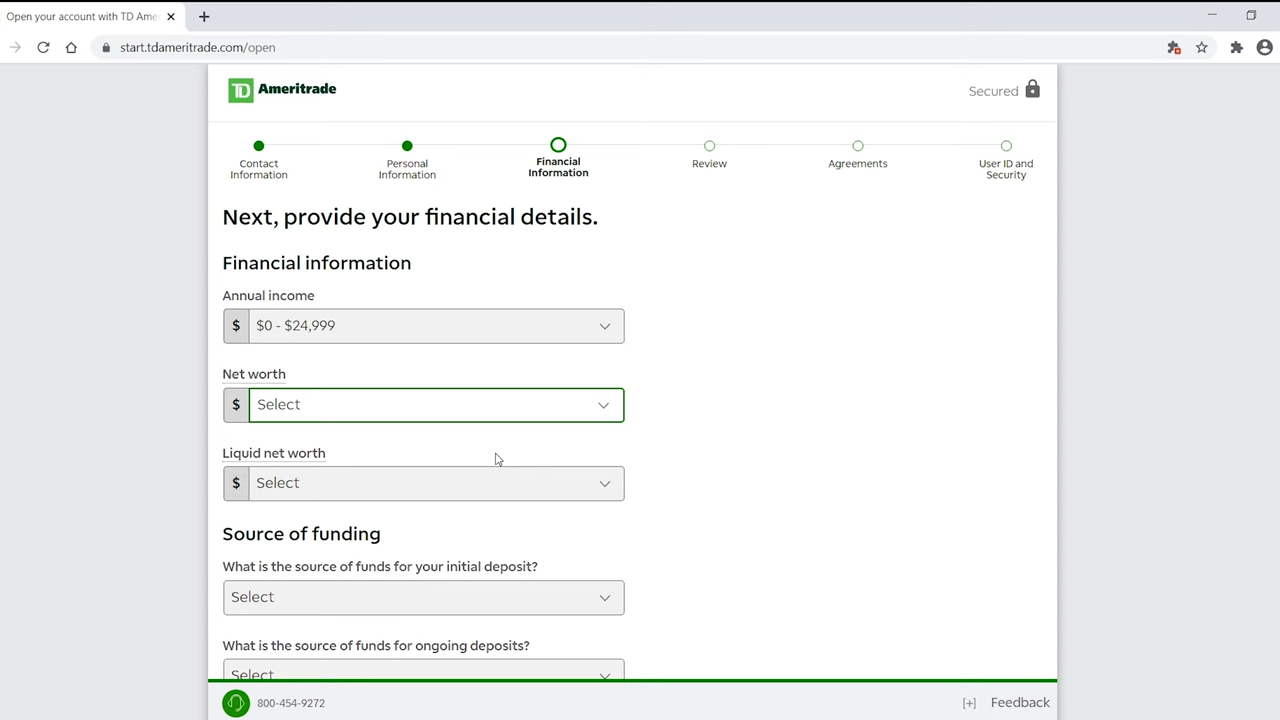 Open your account with TD Ame
start.tdameritrade.com/open
TD Ameritrade
Secured
Contact Information
Personal Information
Financial Information
Review
Agreements
User ID and Security
Next, provide your financial details.
Financial information
Annual income
$ $0 - $24,999
Net worth
$ Select
Liquid net worth
$ Select
Source of funding
What is the source of funds for your initial deposit?
Select
What is the source of funds for ongoing deposits?
Select
800-454-9272
[+] Feedback